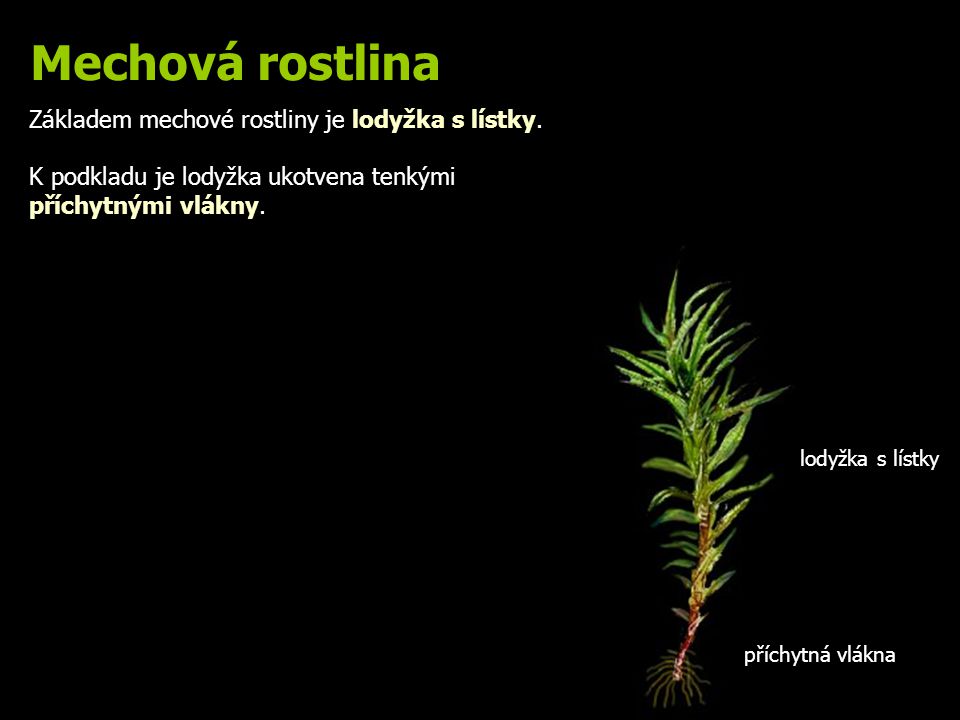 Mechová rostlina
Základem mechové rostliny je lodyžka s lístky.
K podkladu je lodyžka ukotvena tenkými
příchytnými vlákny.
lodyžka s lístky
příchytná vlákna